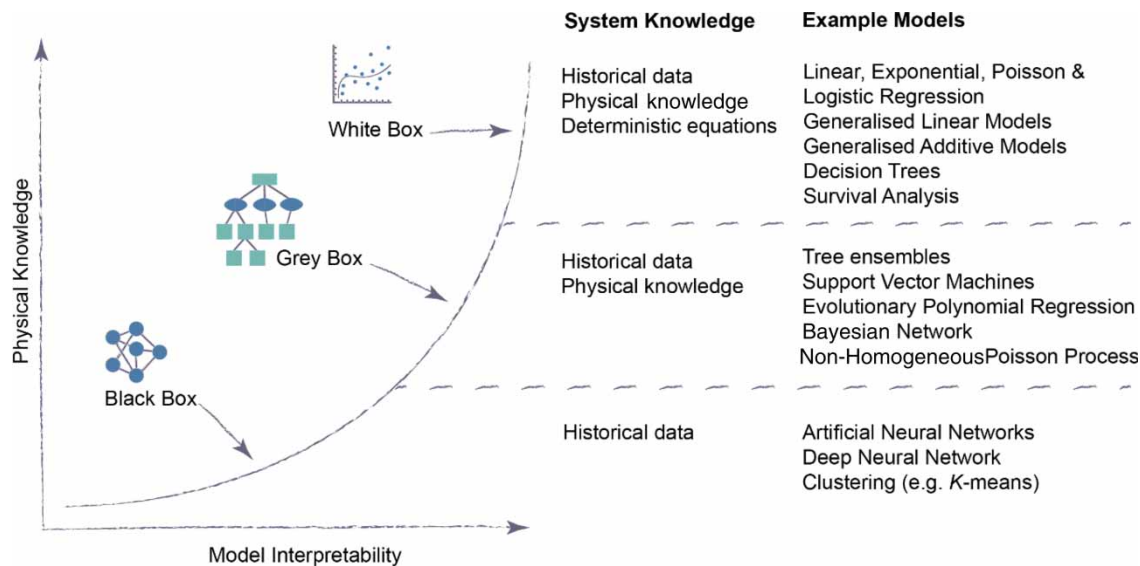 System Knowledge
Example Models
Historical data
Physical knowledge
Deterministic equations
Linear, Exponential, Poisson &
Logistic Regression
Generalised Linear Models
Generalised Additive Models
Decision Trees
Survival Analysis
White Box
Historical data
Physical knowledge
Tree ensembles
Support Vector Machines
Evolutionary Polynomial Regression
Bayesian Network
Non-HomogeneousPoisson Process
Grey Box
Historical data
Artificial Neural Networks
Deep Neural Network
Clustering (e.g. K-means)
Black Box
Physical Knowledge
Model Interpretability